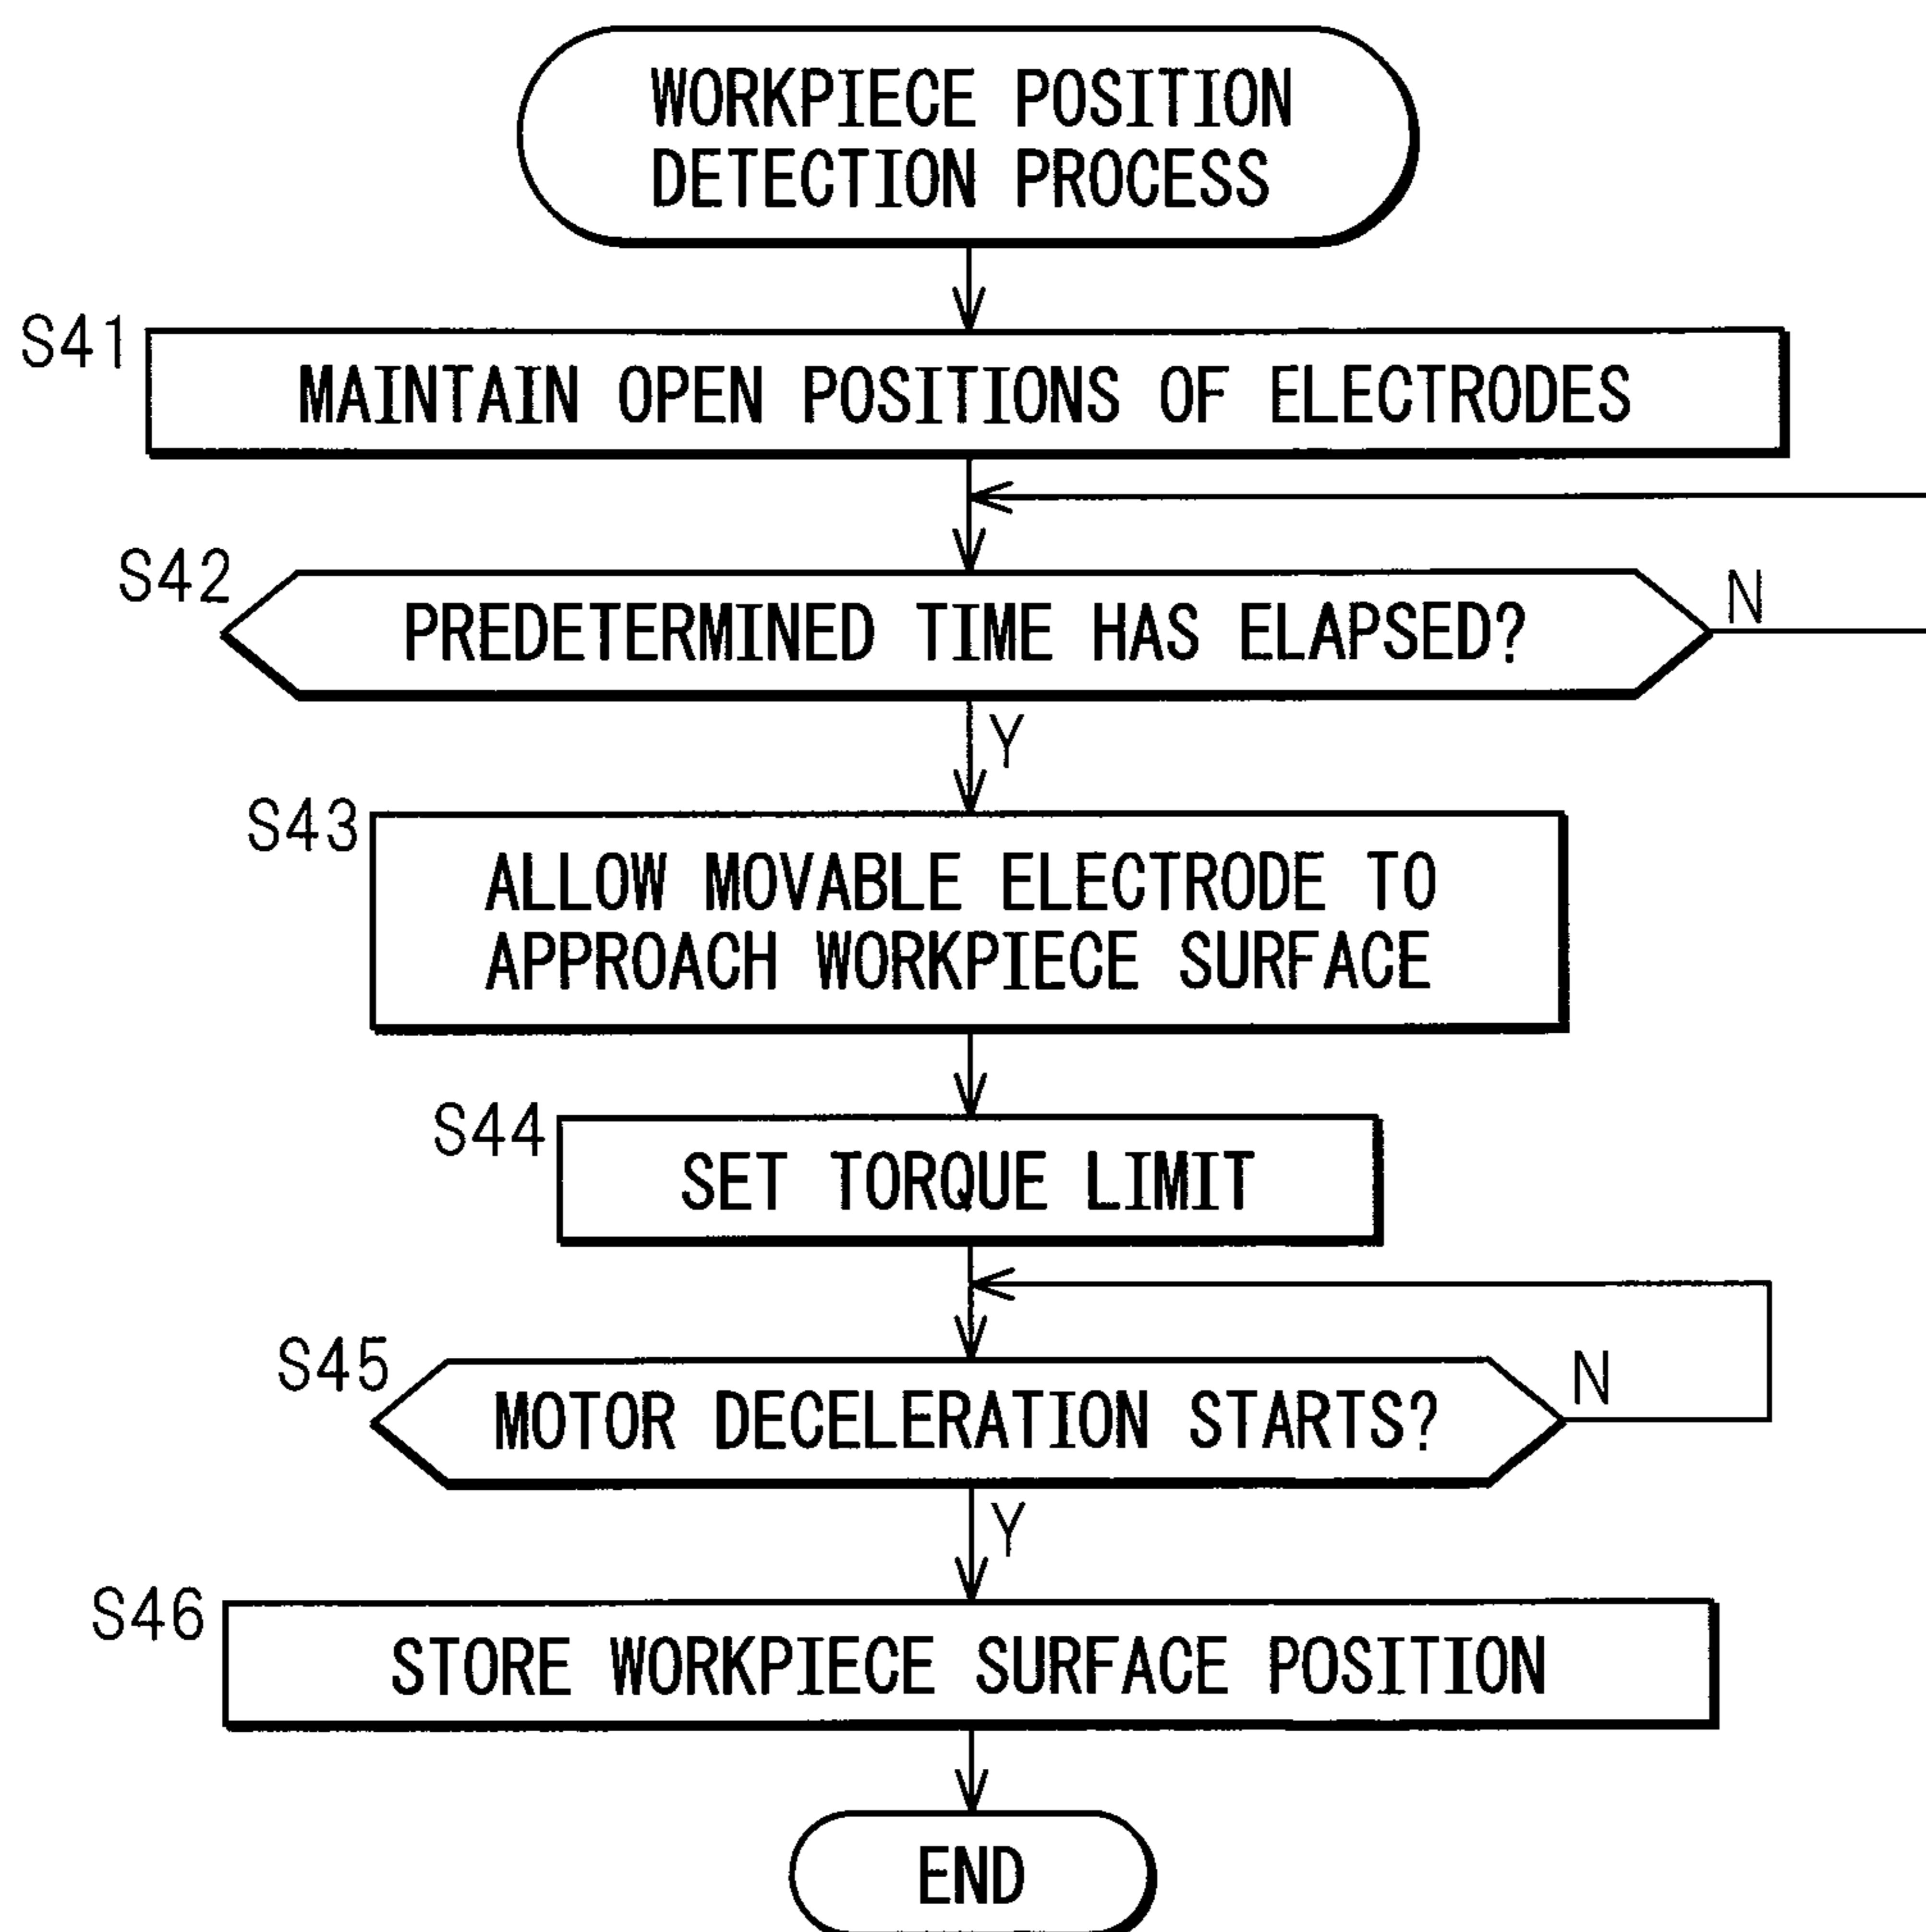 WORKPIECE POSITION
DETECTION PROCESS
S41
MAINTAIN OPEN POSITIONS OF ELECTRODES
S42
PREDETERMINED TIME HAS ELAPSED?
N
Y
S43
ALLOW MOVABLE ELECTRODE TO
APPROACH WORKPIECE SURFACE
S44
SET TORQUE LIMIT
S45
MOTOR DECELERATION STARTS?
N
Y
S46
STORE WORKPIECE SURFACE POSITION
END